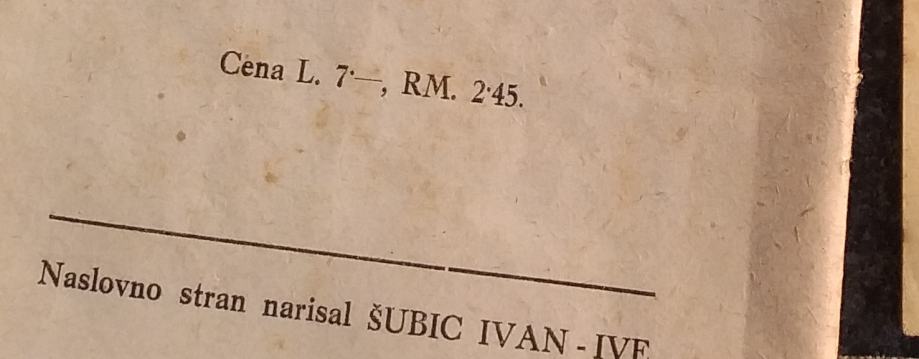 Cena L. 7·—, RM. 2·45.
Naslovno stran narisal ŠUBIC IVAN - IVE